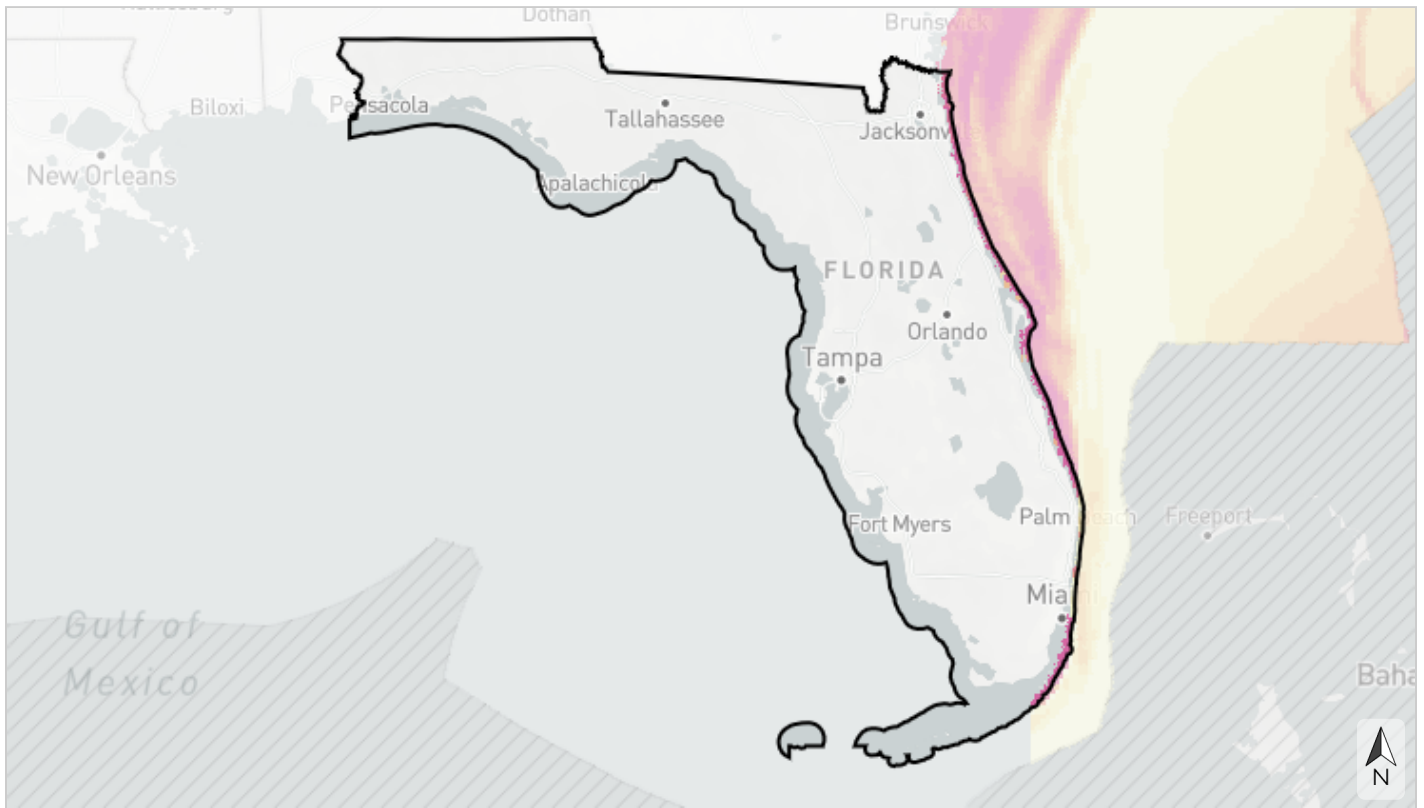 Dothan
Brunswick
Biloxi
Pensacola
Tallahassee
Jacksonv
New Orleans
Apalachicola
FLORIDA
Orlando
Tampa
Palm Beach
Freeport
Fort Myers
Miami
Gulf of
Mexico
Baha
N